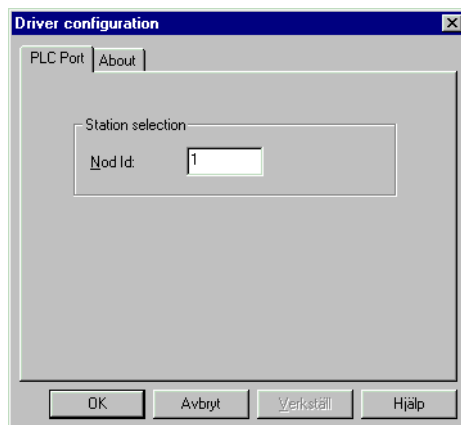 Driver configuration
PLC Port About
Station selection
Nod Id: 1
OK Avbryt Verkställ Hjälp